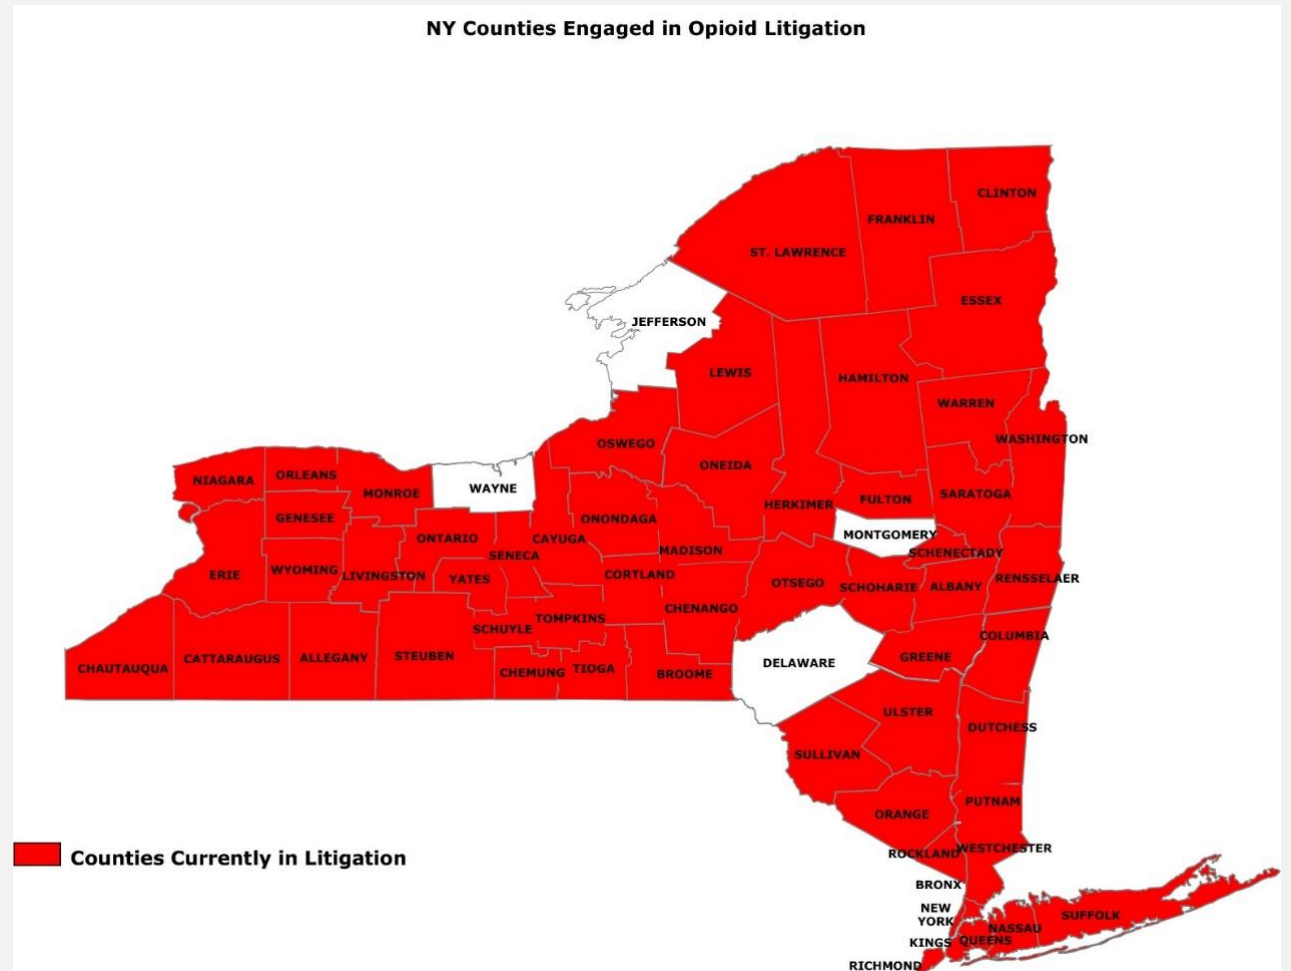 NY Counties Engaged in Opioid Litigation
CLINTON
FRANKLIN
ST. LAWRENCE
ESSEX
JEFFERSON
LEWIS
HAMILTON
WARREN
WASHINGTON
OSWEGO
ONEIDA
NIAGARA
ORLEANS
MONROE
WAYNE
HERKIMER
FULTON
SARATOGA
GENESEE
ONONDAGA
MONTGOMERY
ONTARIO
CAYUGA
SENECA
MADISON
SCHENECTADY
ERIE
WYOMING
LIVINGSTON
YATES
CORTLAND
OTSEGO
SCHOHARIE
ALBANY
RENSSELAER
CHENANGO
TOMPKINS
SCHUYLE
COLUMBIA
CHAUTAUQUA
CATTARAUGUS
ALLEGANY
STEUBEN
CHEMUNG
TIOGA
BROOME
DELAWARE
GREENE
ULSTER
DUTCHESS
SULLIVAN
PUTNAM
ORANGE
Counties Currently in Litigation
ROCKLAND
WESTCHESTER
BRONX
NEW
YORK
SUFFOLK
NASSAU
KINGS
QUEENS
RICHMOND